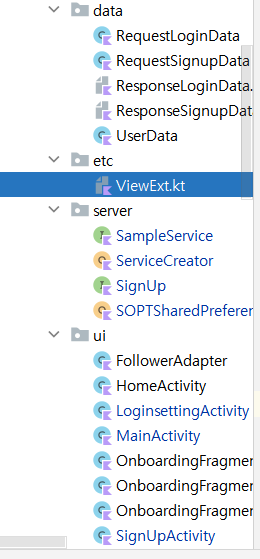 data
RequestLoginData
RequestSignupData
ResponseLoginData.
ResponseSignupDat
UserData
etc
ViewExt.kt
server
SampleService
ServiceCreator
SignUp
SOPTSharedPreferer
ui
FollowerAdapter
HomeActivity
LoginsettingActivity
MainActivity
OnboardingFragmer
OnboardingFragmer
OnboardingFragmer
SignUpActivity